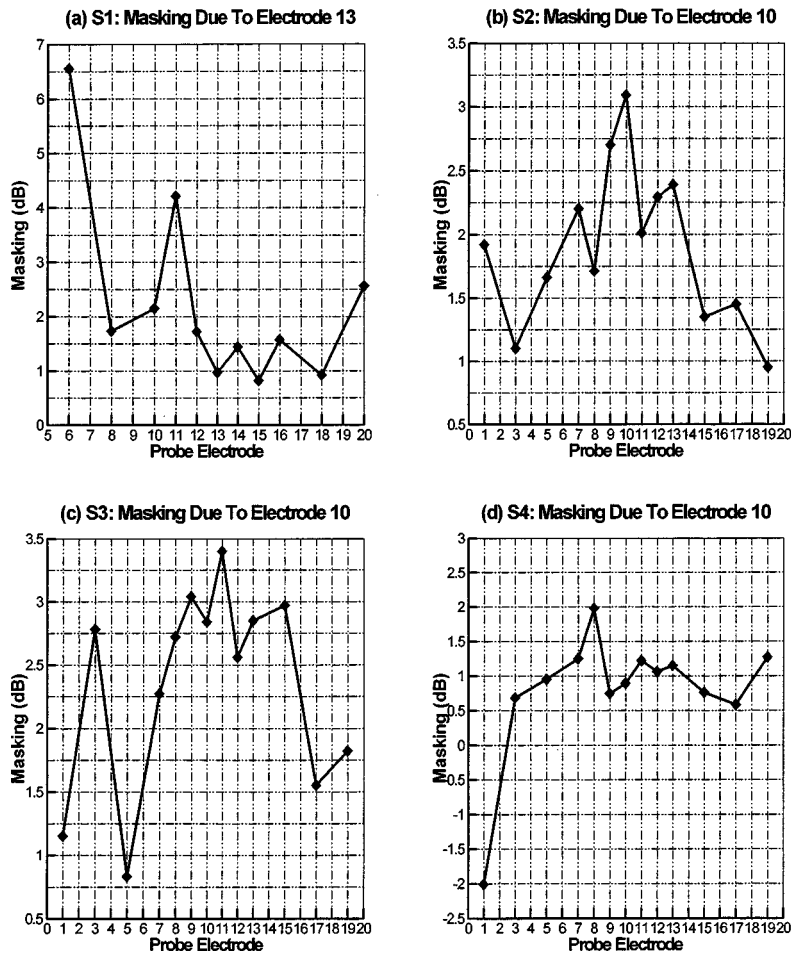 (a) S1: Masking Due To Electrode 13
7
6
5
4
3
2
1
0
Masking (dB)
5 6 7 8 9 10 11 12 13 14 15 16 17 18 19 20
Probe Electrode
(b) S2: Masking Due To Electrode 10
3.5
3
2.5
2
1.5
1
0.5
Masking (dB)
0 1 2 3 4 5 6 7 8 9 10 11 12 13 14 15 16 17 18 19 20
Probe Electrode
(c) S3: Masking Due To Electrode 10
3.5
3
2.5
2
1.5
1
0.5
Masking (dB)
0 1 2 3 4 5 6 7 8 9 10 11 12 13 14 15 16 17 18 19 20
Probe Electrode
(d) S4: Masking Due To Electrode 10
3
2.5
2
1.5
1
0.5
0
-0.5
-1
-1.5
-2
-2.5
Masking (dB)
0 1 2 3 4 5 6 7 8 9 10 11 12 13 14 15 16 17 18 19 20
Probe Electrode